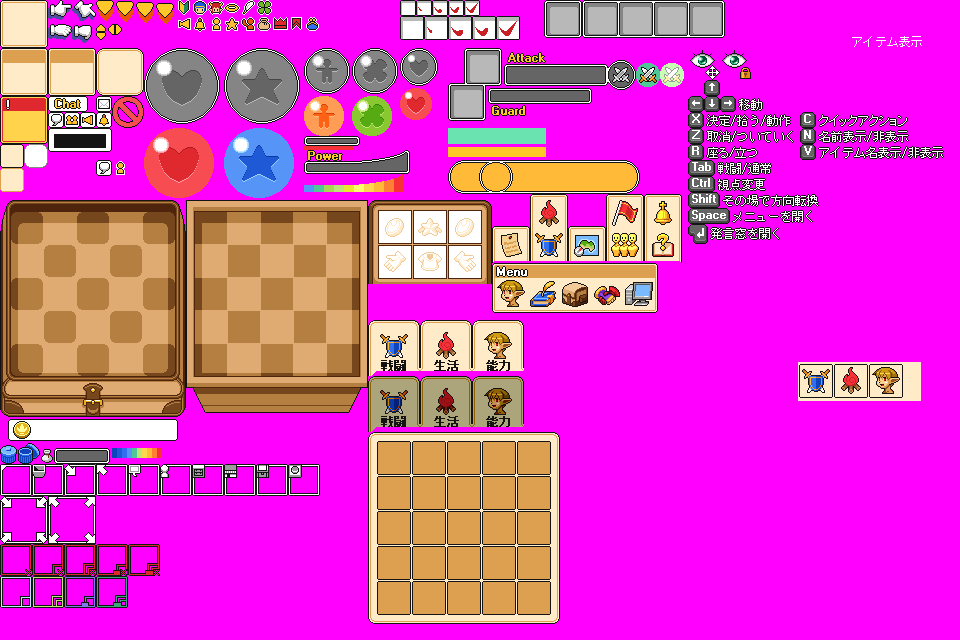 アイテム表示
Attack
Guard
! 
Chat
Power
移動
X 決定/拾う/動作
C クイックアクション
Z 取消/ついていく
N 名前表示/非表示
R 座る/立つ
V アイテム名表示/非表示
Tab 戦闘/通常
Ctrl 視点変更
Shift その場で方向転換
Space メニューを開く
発言窓を開く
Menu
戦闘
生活
能力
戦闘
生活
能力